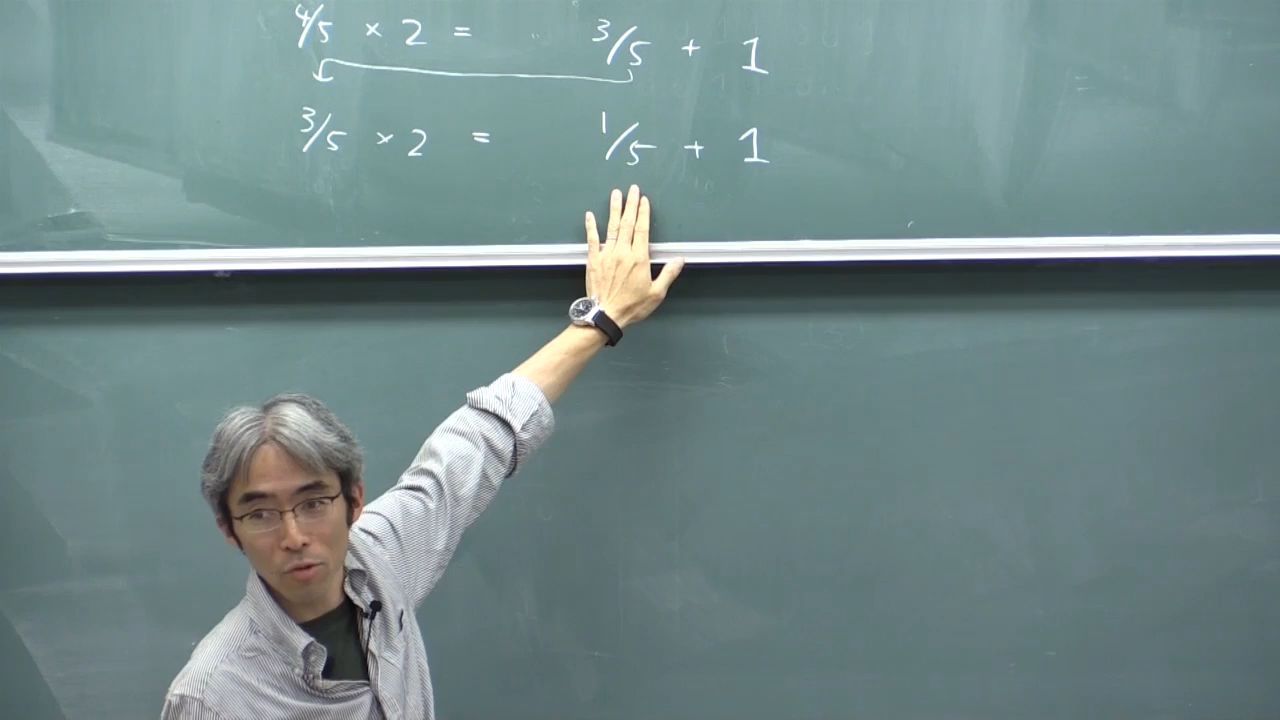 4/5 × 2 = 3/5 + 1
3/5 × 2 = 1/5 + 1